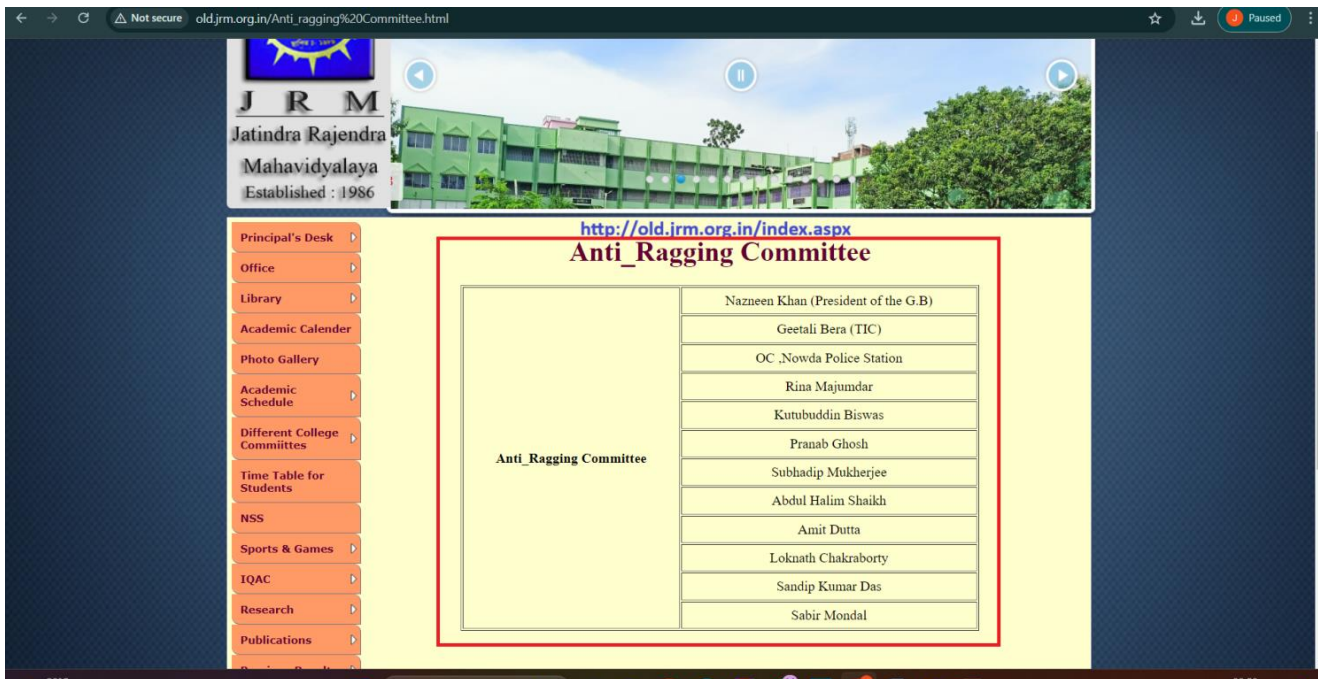 Not secure old.jrm.org.in/Anti_ragging%20Committee.html
Paused
J R M
Jatindra Rajendra
Mahavidyalaya
Established : 1986
http://old.jrm.org.in/index.aspx
Anti_Ragging Committee
Principal's Desk
Office
Library
Academic Calender
Photo Gallery
Academic
Schedule
Different College
Commiittes
Time Table for
Students
NSS
Sports & Games
IQAC
Research
Publications
Anti_Ragging Committee
Nazneen Khan (President of the G.B)
Geetali Bera (TIC)
OC ,Nowda Police Station
Rina Majumdar
Kutubuddin Biswas
Pranab Ghosh
Subhadip Mukherjee
Abdul Halim Shaikh
Amit Dutta
Loknath Chakraborty
Sandip Kumar Das
Sabir Mondal